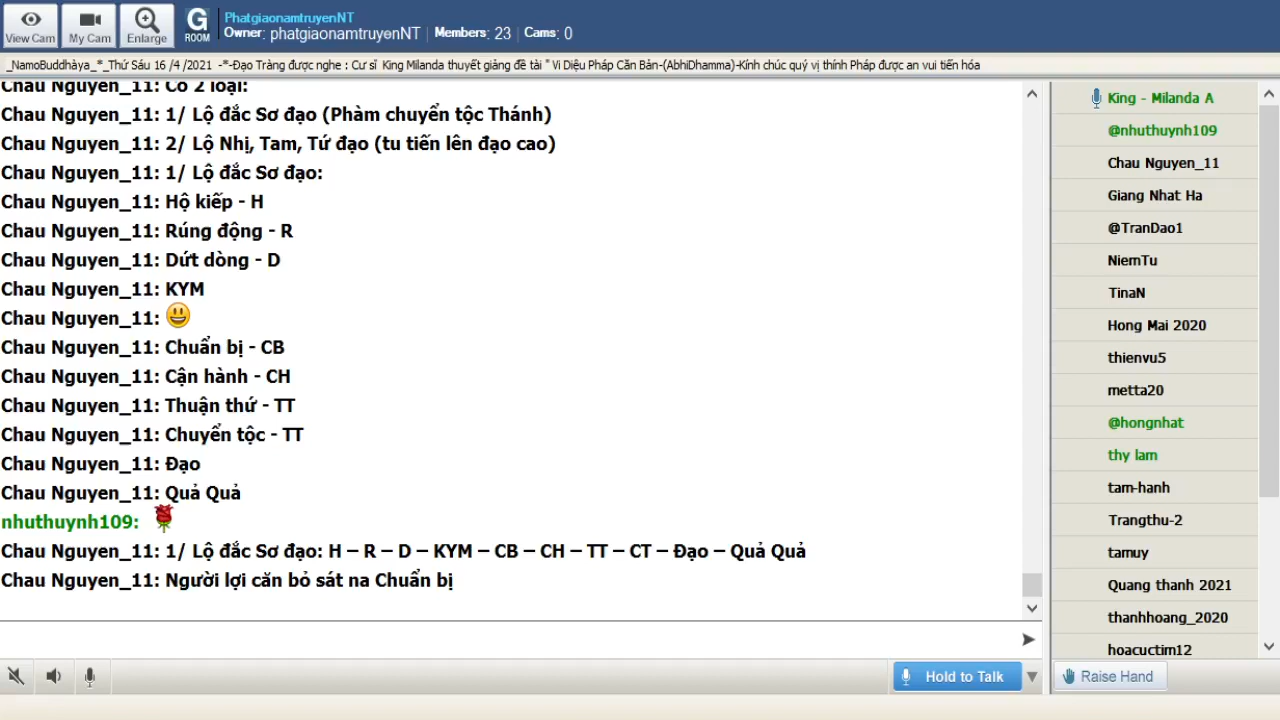 PhatgiaonamtruyenNT
Owner: phatgiaonamtruyenNT | Members: 23 | Cams: 0
View Cam
My Cam
Enlarge
G ROOM
_NamoBuddhàya_*_Thứ Sáu 16 /4 /2021 -*-Đạo Tràng được nghe : Cư sĩ King Milanda thuyết giảng đề tài " Vi Diệu Pháp Căn Bản-(AbhiDhamma)-Kính chúc quý vị thính Pháp được an vui tiến hóa
Chau Nguyen_11: Có 2 loại:
Chau Nguyen_11: 1/ Lộ đắc Sơ đạo (Phàm chuyển tộc Thánh)
Chau Nguyen_11: 2/ Lộ Nhị, Tam, Tứ đạo (tu tiến lên đạo cao)
Chau Nguyen_11: 1/ Lộ đắc Sơ đạo:
Chau Nguyen_11: Hộ kiếp - H
Chau Nguyen_11: Rúng động - R
Chau Nguyen_11: Dứt dòng - D
Chau Nguyen_11: KYM
Chau Nguyen_11:
Chau Nguyen_11: Chuẩn bị - CB
Chau Nguyen_11: Cận hành - CH
Chau Nguyen_11: Thuận thứ - TT
Chau Nguyen_11: Chuyển tộc - TT
Chau Nguyen_11: Đạo
Chau Nguyen_11: Quả Quả
nhuthuynh109:
Chau Nguyen_11: 1/ Lộ đắc Sơ đạo: H – R – D – KYM – CB – CH – TT – CT – Đạo – Quả Quả
Chau Nguyen_11: Người lợi căn bỏ sát na Chuẩn bị
King - Milanda A
@nhuthuynh109
Chau Nguyen_11
Giang Nhat Ha
@TranDao1
NiemTu
TinaN
Hong Mai 2020
thienvu5
metta20
@hongnhat
thy lam
tam-hanh
Trangthu-2
tamuy
Quang thanh 2021
thanhhoang_2020
hoacuctim12
Hold to Talk
Raise Hand